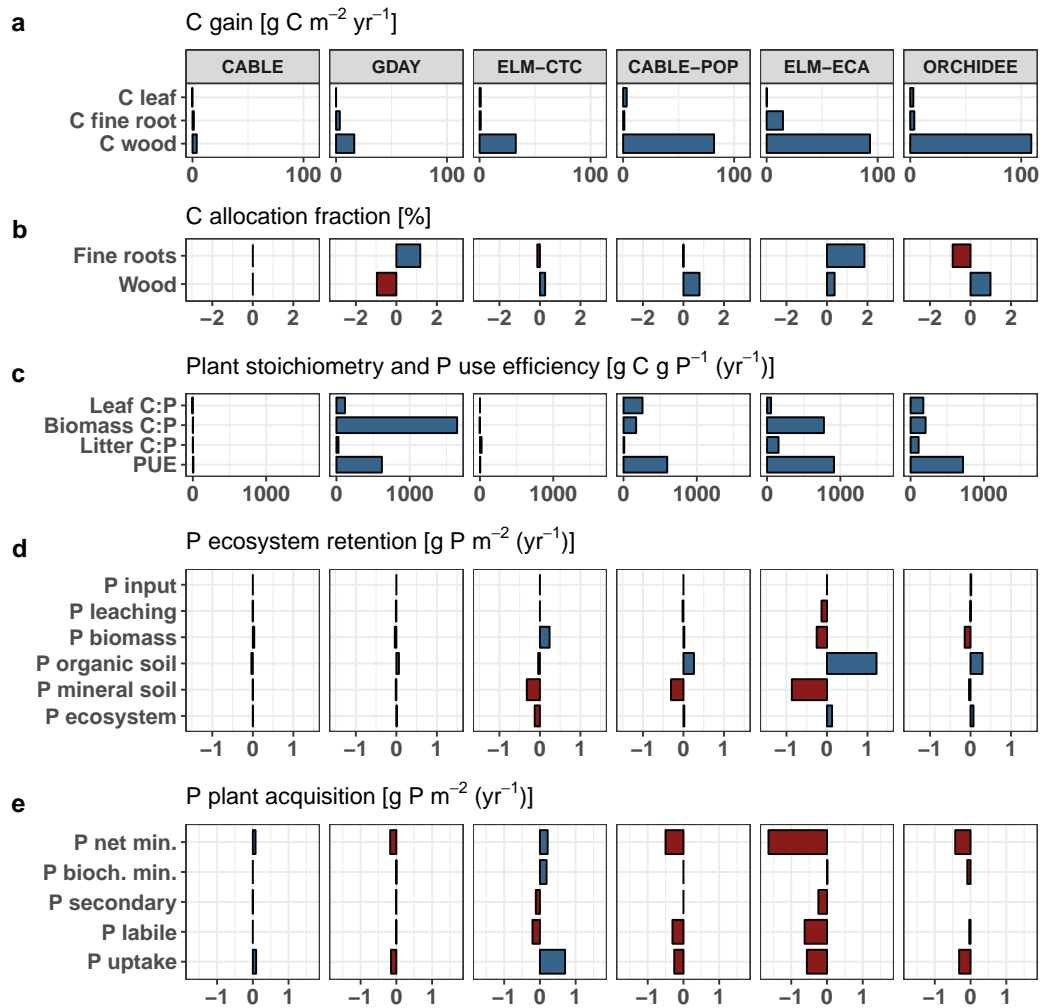 a
C gain [g C m⁻² yr⁻¹]
CABLE GDAY ELM−CTC CABLE−POP ELM−ECA ORCHIDEE
C leaf
C fine root
C wood
0 100 0 100 0 100 0 100 0 100 0 100
b
C allocation fraction [%]
Fine roots
Wood
−2 0 2 −2 0 2 −2 0 2 −2 0 2 −2 0 2 −2 0 2
c
Plant stoichiometry and P use efficiency [g C g P⁻¹ (yr⁻¹)]
Leaf C:P
Biomass C:P
Litter C:P
PUE
0 1000 0 1000 0 1000 0 1000 0 1000 0 1000
d
P ecosystem retention [g P m⁻² (yr⁻¹)]
P input
P leaching
P biomass
P organic soil
P mineral soil
P ecosystem
−1 0 1 −1 0 1 −1 0 1 −1 0 1 −1 0 1 −1 0 1
e
P plant acquisition [g P m⁻² (yr⁻¹)]
P net min.
P bioch. min.
P secondary
P labile
P uptake
−1 0 1 −1 0 1 −1 0 1 −1 0 1 −1 0 1 −1 0 1